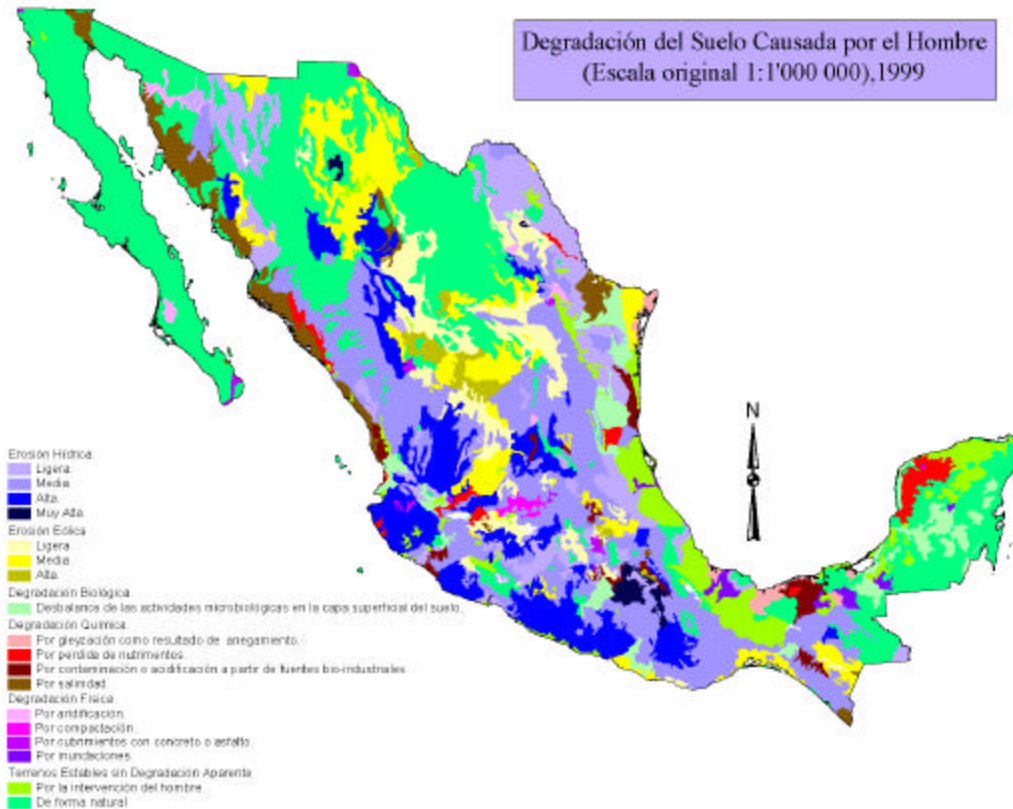 Degradación del Suelo Causada por el Hombre
(Escala original 1:1'000 000),1999
N
Erosión Hídrica
Ligera.
Media.
Alta.
Muy Alta.
Erosión Eólica
Ligera
Media.
Alta.
Degradación Biológica
Desbalance de las actividades microbiológicas en la capa superficial del suelo.
Degradación Química.
Por gleyzación como resultado de anegamiento.
Por perdida de nutrimentos.
Por contaminación o acidificación a partir de fuentes bio-industriales.
Por salinidad.
Degradación Física
Por aridificación.
Por compactación.
Por cubrimientos con concreto o asfalto.
Por inundaciones.
Terrenos Estables sin Degradación Aparente
Por la intervención del hombre.
De forma natural